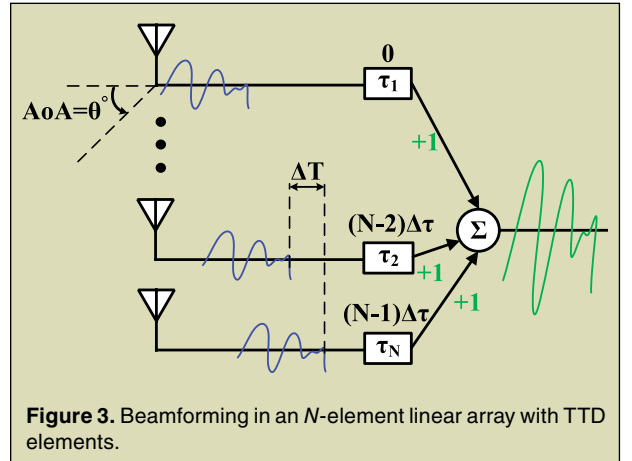 0
τ1
AoA=θ°
+1
ΔT
(N-2)Δτ
Σ
τ2
+1
(N-1)Δτ
+1
τN
Figure 3. Beamforming in an N-element linear array with TTD
elements.